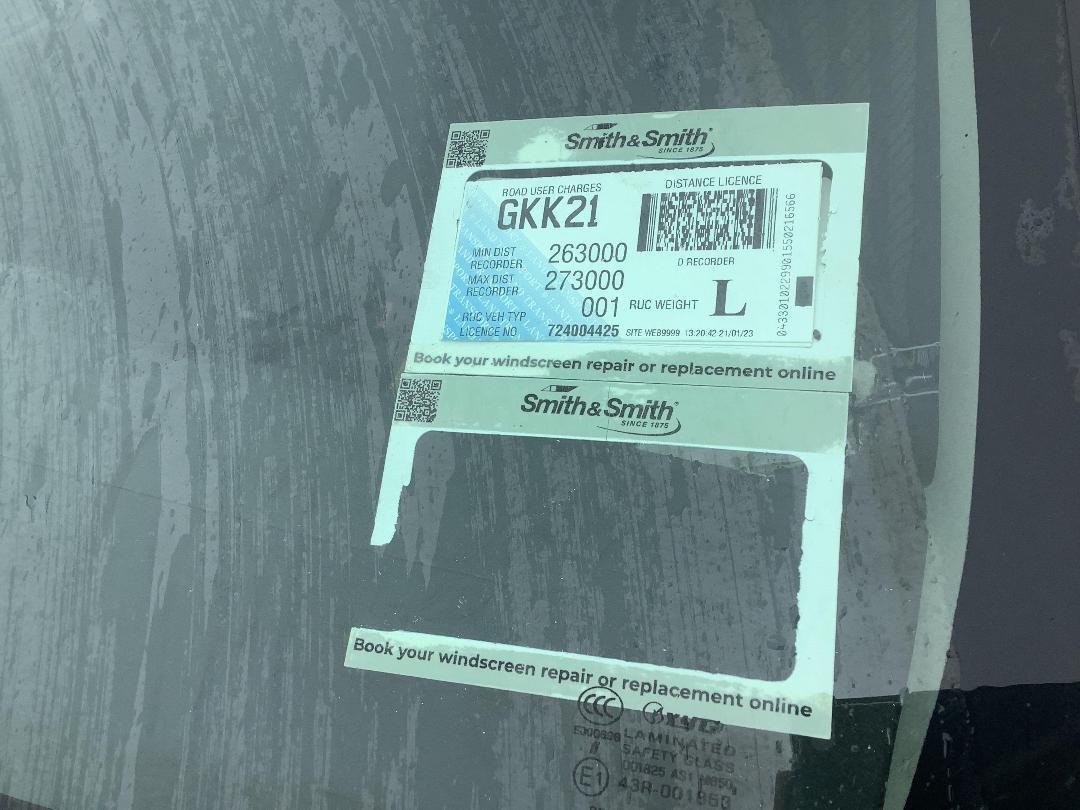 Smith&Smith®
SINCE 1875
ROAD USER CHARGES
GKK21
DISTANCE LICENCE
MIN DIST RECORDER 263000
MAX DIST RECORDER 273000
D RECORDER
RUC VEH TYP 001
RUC WEIGHT L
LICENCE NO 724004425
SITE WEB9999 13:20:42 21/01/23
Book your windscreen repair or replacement online
Smith&Smith®
SINCE 1875
Book your windscreen repair or replacement online
CCC
LAMINATED
SAFETY GLASS
E1